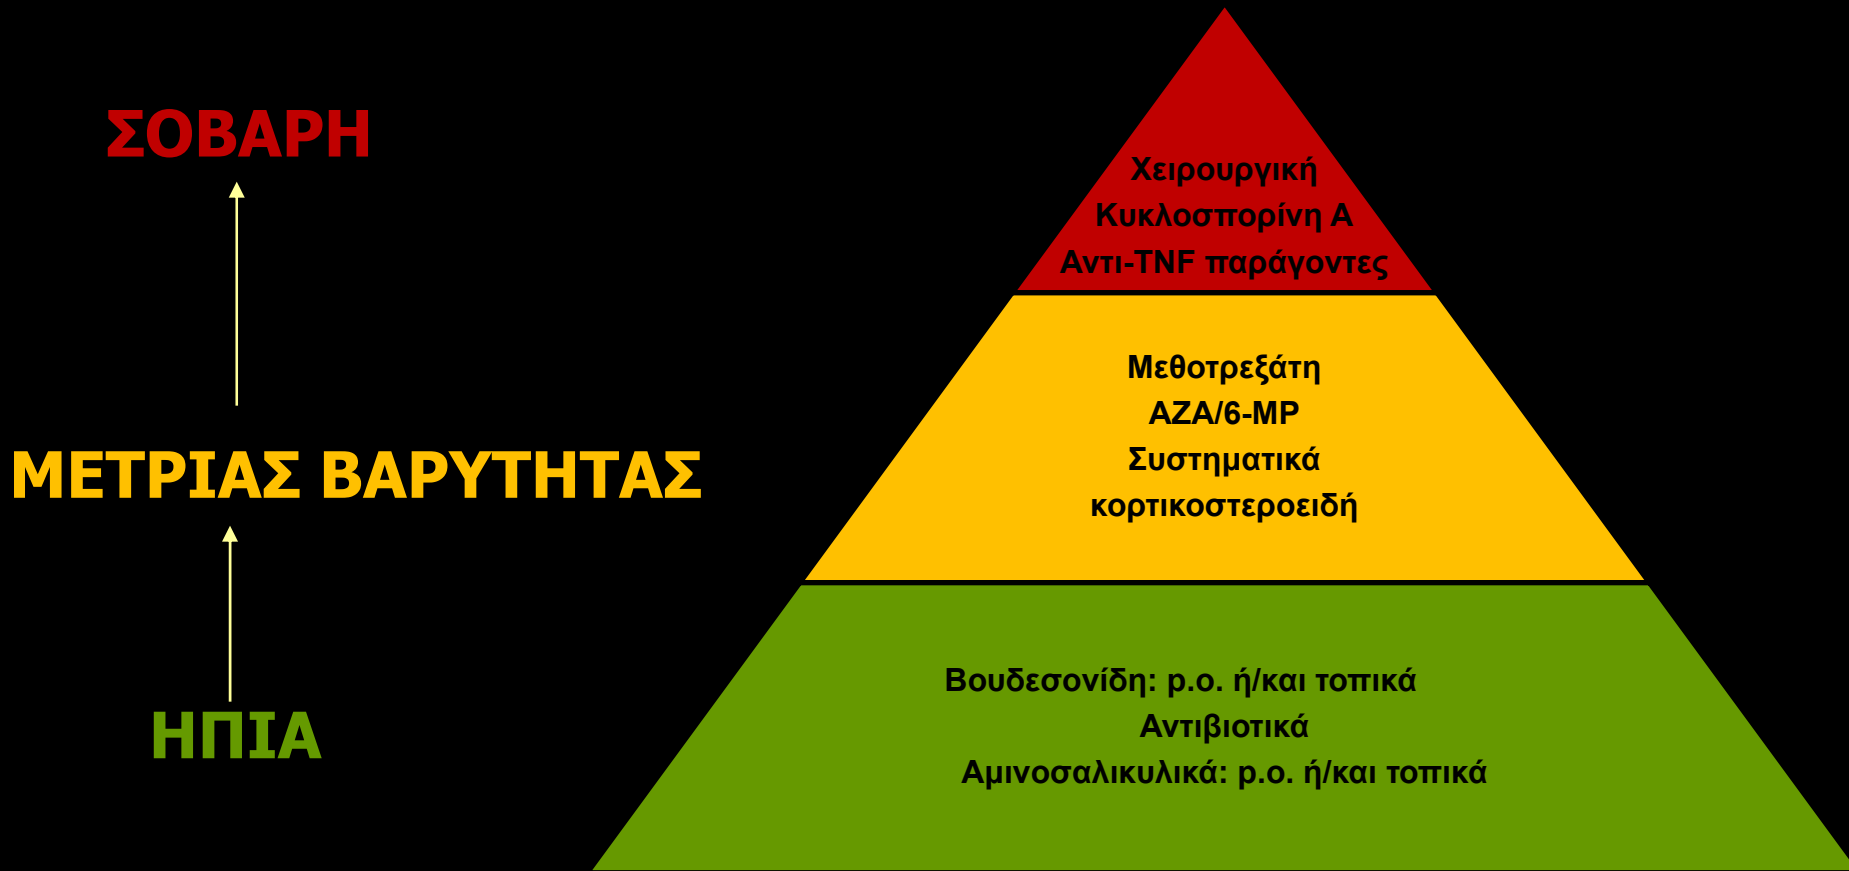 ΣΟΒΑΡΗ
ΜΕΤΡΙΑΣ ΒΑΡΥΤΗΤΑΣ
ΗΠΙΑ
Χειρουργική
Κυκλοσπορίνη Α
Αντι-TNF παράγοντες
Μεθοτρεξάτη
ΑΖΑ/6-MP
Συστηματικά
κορτικοστεροειδή
Βουδεσονίδη: p.o. ή/και τοπικά
Αντιβιοτικά
Αμινοσαλικυλικά: p.o. ή/και τοπικά